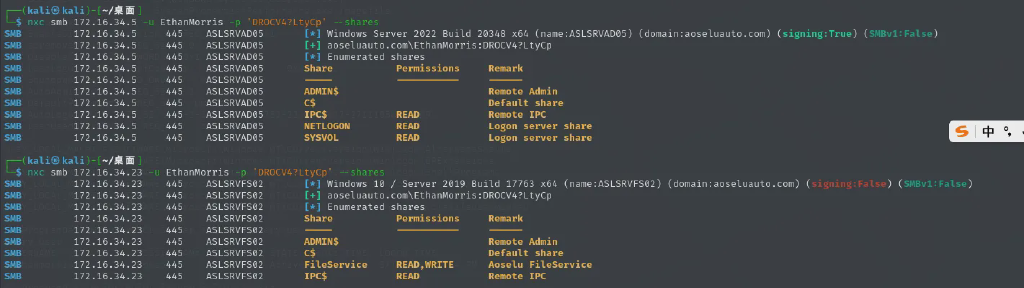 ┌──(kali㉿kali)-[~/桌面]
└─$ nxc smb 172.16.34.5 -u EthanMorris -p 'DROCV4?LtyCp' --shares
SMB 172.16.34.5 445 ASLSRVAD05 [*] Windows Server 2022 Build 20348 x64 (name:ASLSRVAD05) (domain:aoseluauto.com) (signing:True) (SMBv1:False)
SMB 172.16.34.5 445 ASLSRVAD05 [+] aoseluauto.com\EthanMorris:DROCV4?LtyCp
SMB 172.16.34.5 445 ASLSRVAD05 [*] Enumerated shares
SMB 172.16.34.5 445 ASLSRVAD05 Share Permissions Remark
SMB 172.16.34.5 445 ASLSRVAD05 ----- ----------- ------
SMB 172.16.34.5 445 ASLSRVAD05 ADMIN$ Remote Admin
SMB 172.16.34.5 445 ASLSRVAD05 C$ Default share
SMB 172.16.34.5 445 ASLSRVAD05 IPC$ READ Remote IPC
SMB 172.16.34.5 445 ASLSRVAD05 NETLOGON READ Logon server share
SMB 172.16.34.5 445 ASLSRVAD05 SYSVOL READ Logon server share
中
┌──(kali㉿kali)-[~/桌面]
└─$ nxc smb 172.16.34.23 -u EthanMorris -p 'DROCV4?LtyCp' --shares
SMB 172.16.34.23 445 ASLSRVFS02 [*] Windows 10 / Server 2019 Build 17763 x64 (name:ASLSRVFS02) (domain:aoseluauto.com) (signing:False) (SMBv1:False)
SMB 172.16.34.23 445 ASLSRVFS02 [+] aoseluauto.com\EthanMorris:DROCV4?LtyCp
SMB 172.16.34.23 445 ASLSRVFS02 [*] Enumerated shares
SMB 172.16.34.23 445 ASLSRVFS02 Share Permissions Remark
SMB 172.16.34.23 445 ASLSRVFS02 ----- ----------- ------
SMB 172.16.34.23 445 ASLSRVFS02 ADMIN$ Remote Admin
SMB 172.16.34.23 445 ASLSRVFS02 C$ Default share
SMB 172.16.34.23 445 ASLSRVFS02 FileService READ,WRITE Aoselu FileService
SMB 172.16.34.23 445 ASLSRVFS02 IPC$ READ Remote IPC